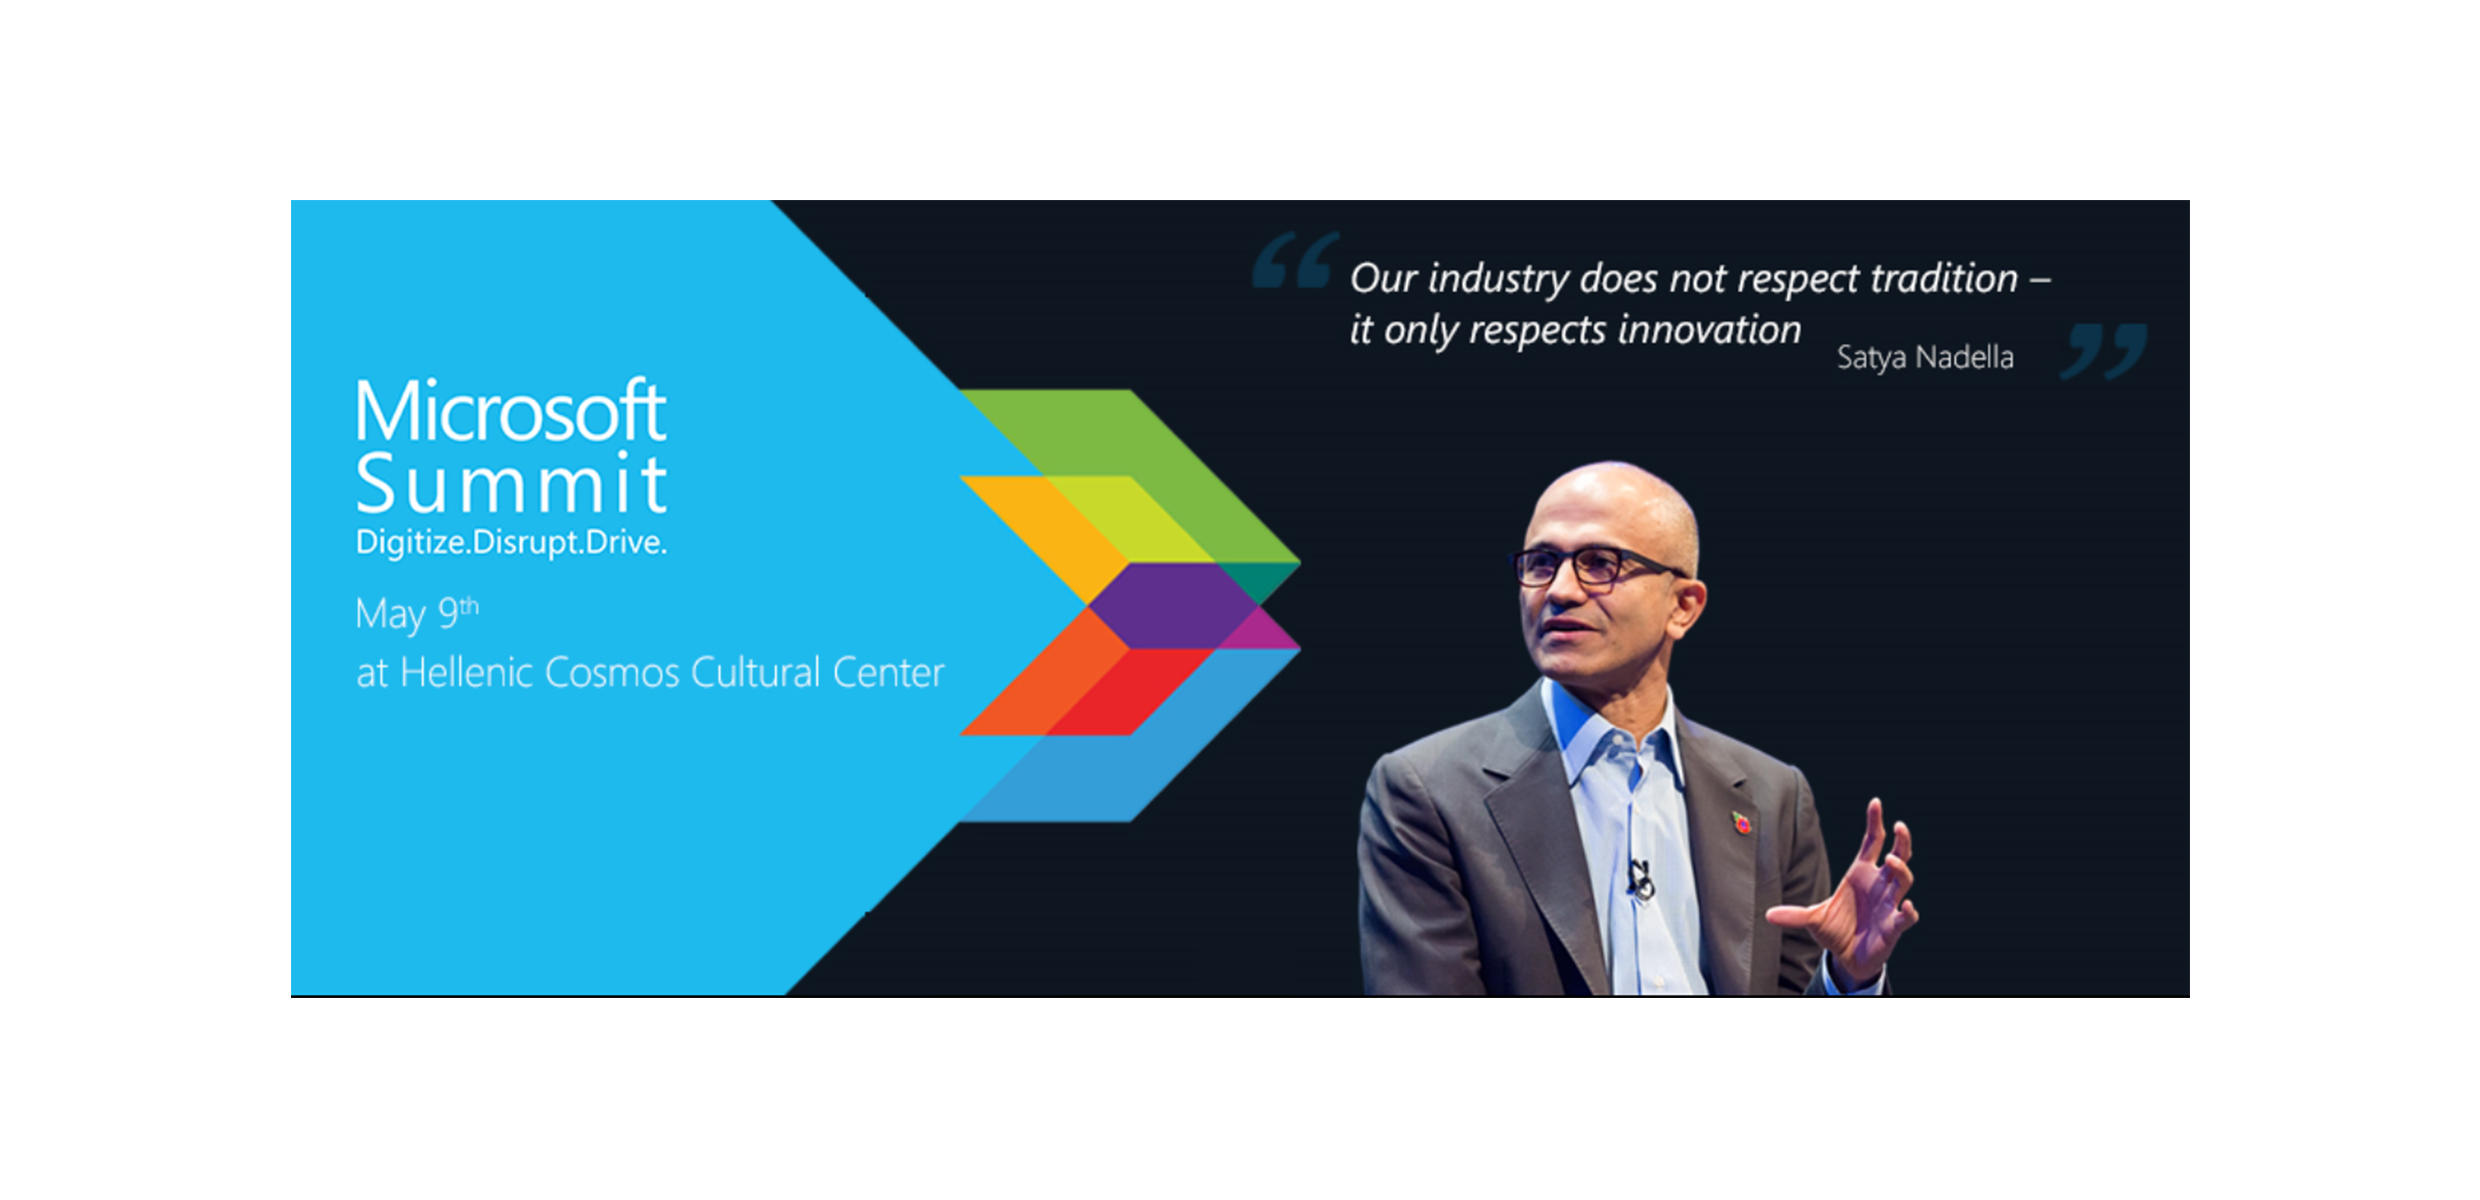 Microsoft
Summit
Digitize.Disrupt.Drive.
May 9th
at Hellenic Cosmos Cultural Center
“Our industry does not respect tradition –
it only respects innovation
Satya Nadella”